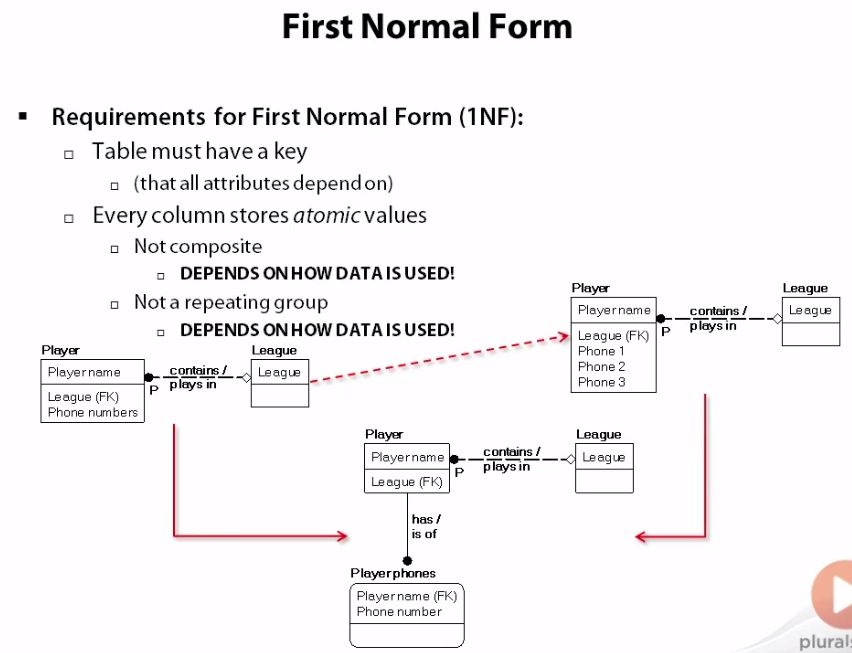 First Normal Form
Requirements for First Normal Form (1NF):
Table must have a key
(that all attributes depend on)
Every column stores atomic values
Not composite
DEPENDS ON HOW DATA IS USED!
Not a repeating group
DEPENDS ON HOW DATA IS USED!
Player
League
Player name
contains /
plays in
P
League
League (FK)
Phone numbers
Player
League
Player name
contains /
plays in
P
League
League (FK)
Phone 1
Phone 2
Phone 3
Player
League
Player name
contains /
plays in
P
League
League (FK)
has /
is of
Player phones
Player name (FK)
Phone number
plurals